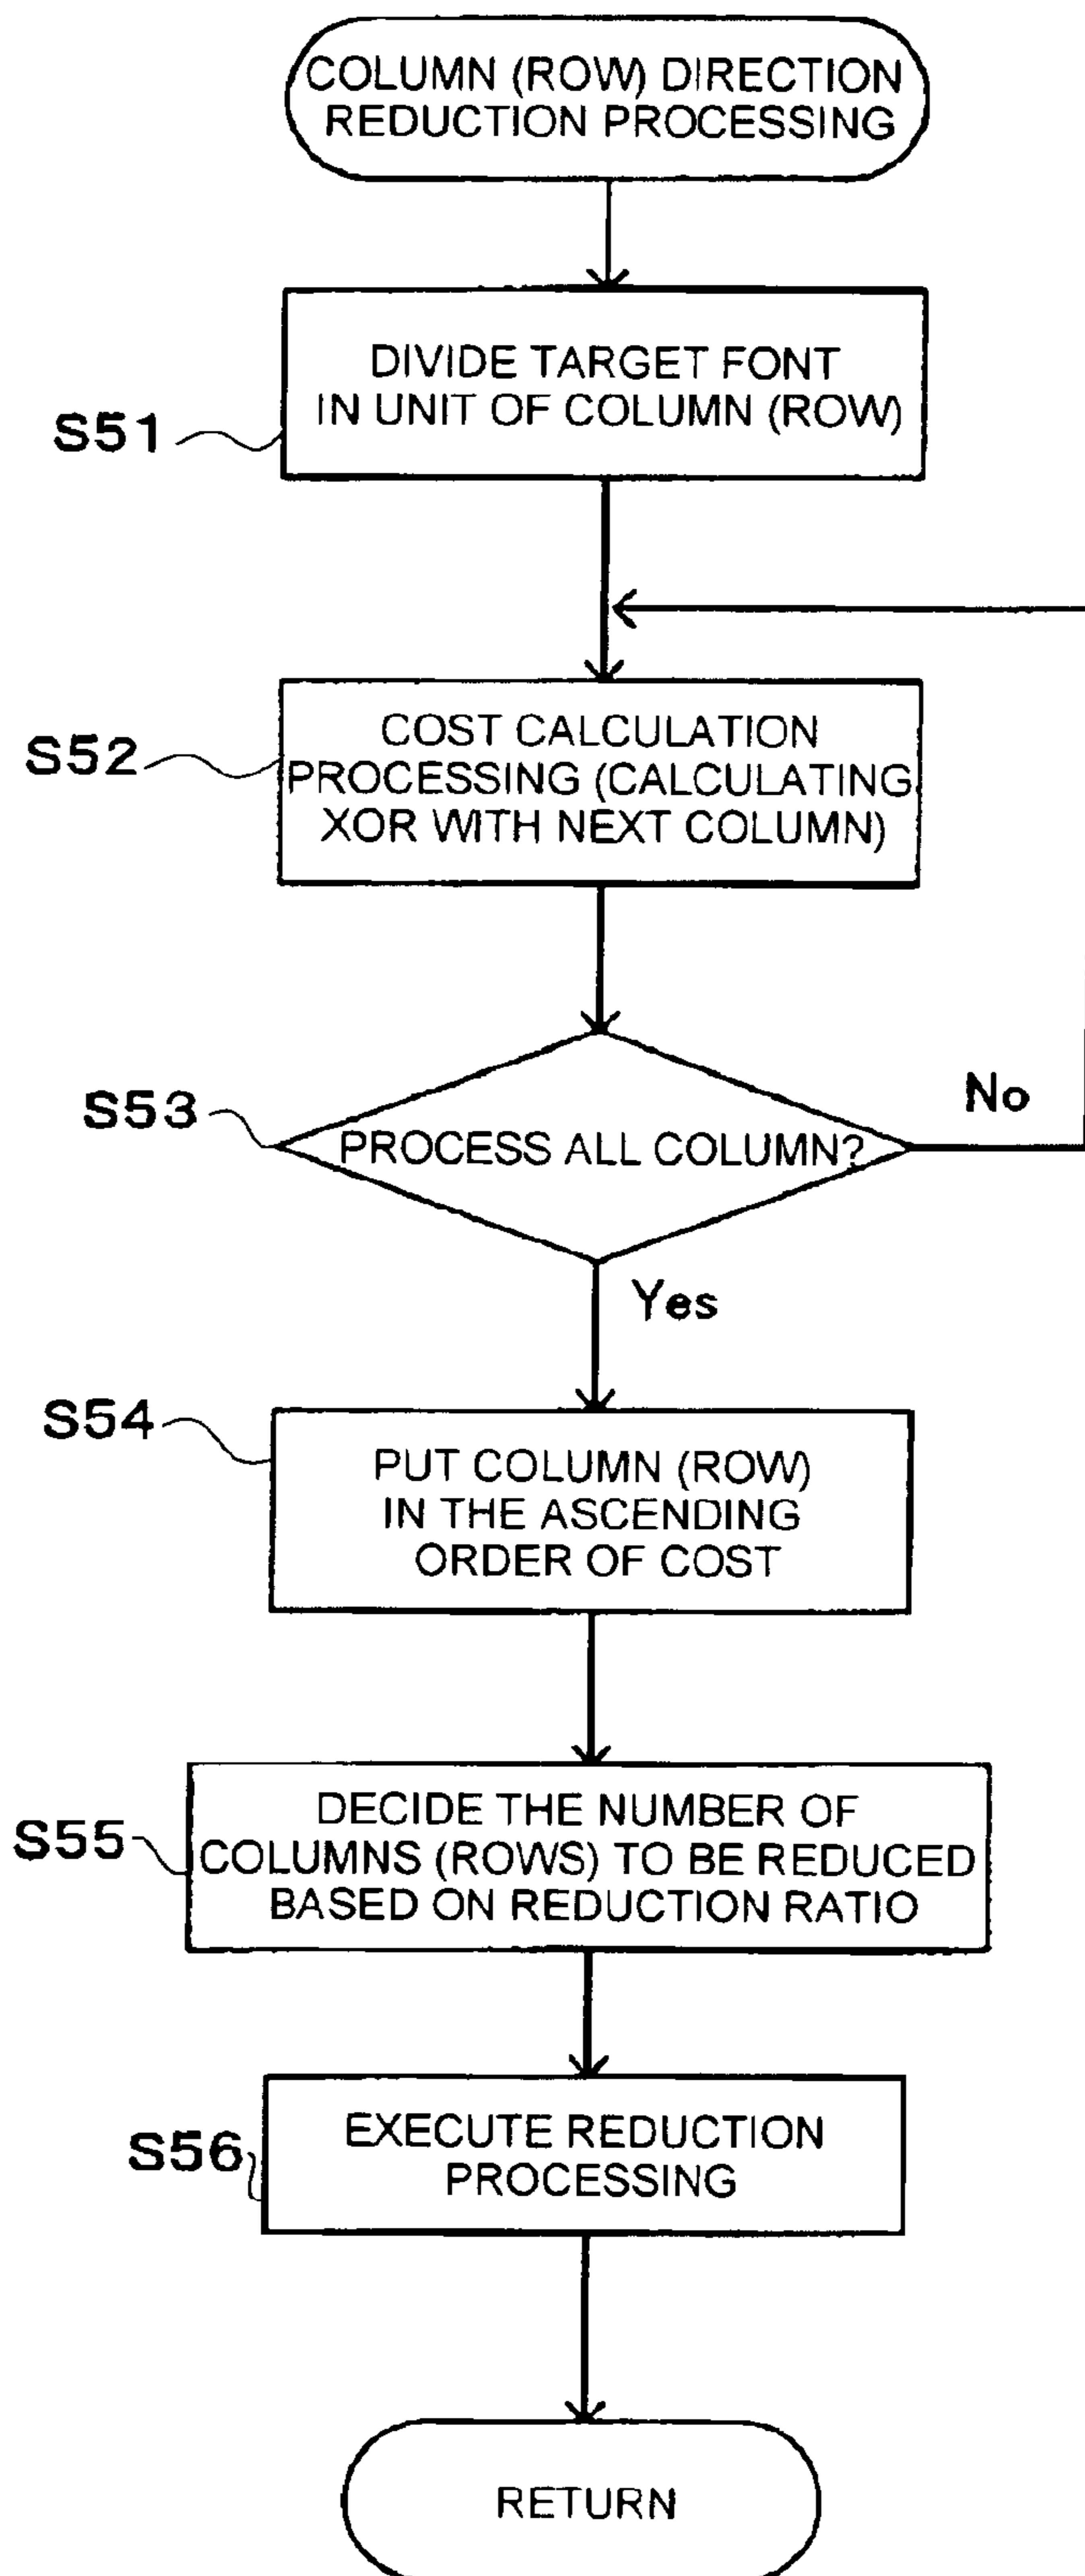 COLUMN (ROW) DIRECTION
REDUCTION PROCESSING
DIVIDE TARGET FONT
IN UNIT OF COLUMN (ROW)
S51
COST CALCULATION
PROCESSING (CALCULATING
XOR WITH NEXT COLUMN)
S52
No
S53
PROCESS ALL COLUMN?
Yes
S54
PUT COLUMN (ROW)
IN THE ASCENDING
ORDER OF COST
DECIDE THE NUMBER OF
S55
COLUMNS (ROWS) TO BE REDUCED
BASED ON REDUCTION RATIO
EXECUTE REDUCTION
PROCESSING
S56
RETURN